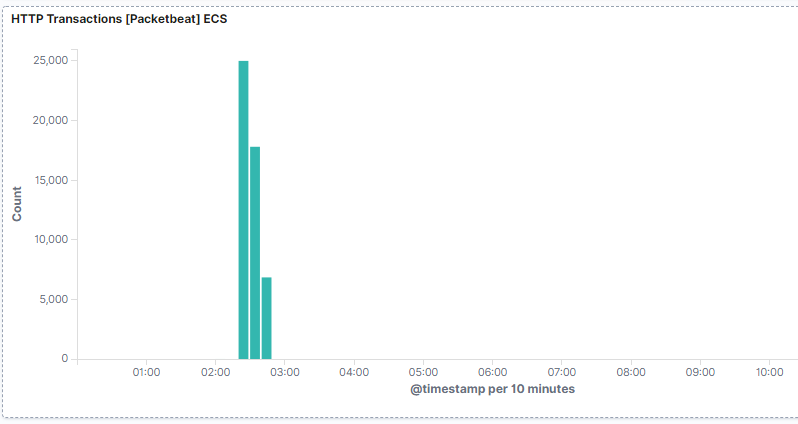 HTTP Transactions [Packetbeat] ECS
25,000
20,000
15,000
10,000
5,000
0
Count
01:00 02:00 03:00 04:00 05:00 06:00 07:00 08:00 09:00 10:00
@timestamp per 10 minutes